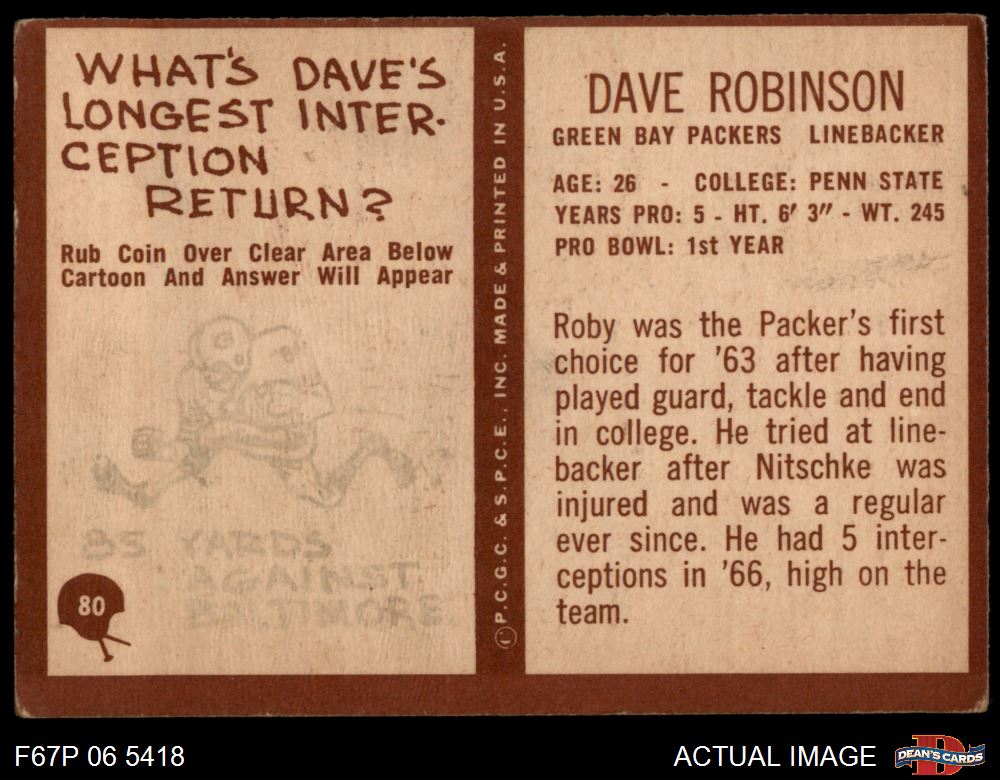 WHAT'S DAVE'S
LONGEST INTER-
CEPTION
RETURN?
Rub Coin Over Clear Area Below
Cartoon And Answer Will Appear
85 YARDS
AGAINST
BALTIMORE
80
© P.C.G.C. & S.P.C.E., INC. MADE & PRINTED IN U.S.A.
DAVE ROBINSON
GREEN BAY PACKERS LINEBACKER
AGE: 26 - COLLEGE: PENN STATE
YEARS PRO: 5 - HT. 6' 3" - WT. 245
PRO BOWL: 1st YEAR
Roby was the Packer's first
choice for '63 after having
played guard, tackle and end
in college. He tried at line-
backer after Nitschke was
injured and was a regular
ever since. He had 5 inter-
ceptions in '66, high on the
team.
F67P 06 5418
ACTUAL IMAGE
DEAN'S CARDS